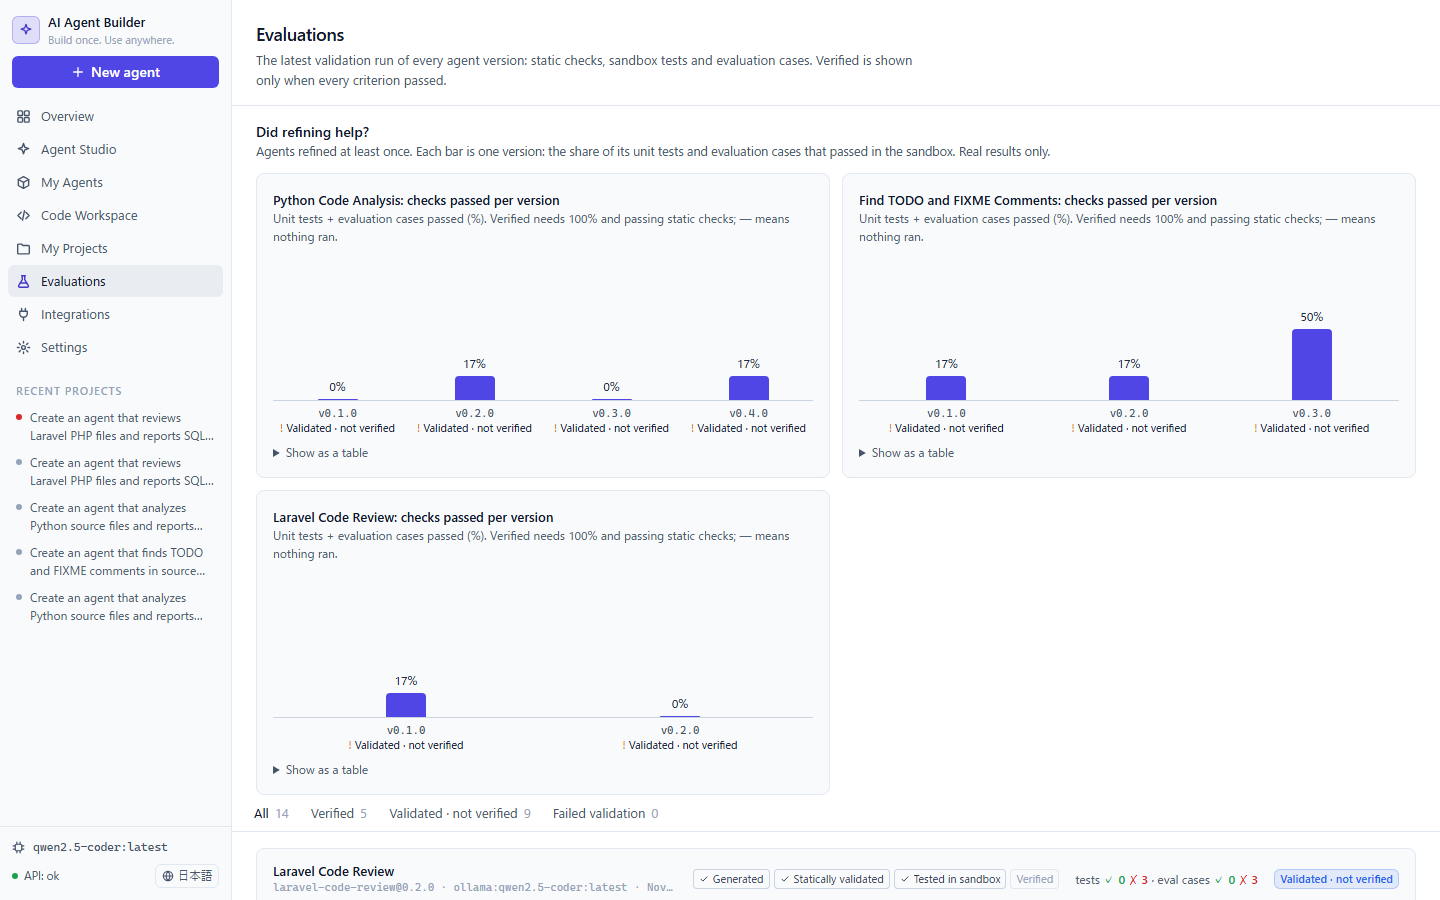 AI Agent Builder
Build once. Use anywhere.
+ New agent
Overview
Agent Studio
My Agents
Code Workspace
My Projects
Evaluations
Integrations
Settings
RECENT PROJECTS
Create an agent that reviews
Laravel PHP files and reports SQL...
Create an agent that reviews
Laravel PHP files and reports SQL...
Create an agent that analyzes
Python source files and reports...
Create an agent that finds TODO
and FIXME comments in source...
Create an agent that analyzes
Python source files and reports...
qwen2.5-coder:latest
API: ok
日本語
Evaluations
The latest validation run of every agent version: static checks, sandbox tests and evaluation cases. Verified is shown
only when every criterion passed.
Did refining help?
Agents refined at least once. Each bar is one version: the share of its unit tests and evaluation cases that passed in the sandbox. Real results only.
Python Code Analysis: checks passed per version
Unit tests + evaluation cases passed (%). Verified needs 100% and passing static checks; — means
nothing ran.
0% 17% 0% 17%
v0.1.0 v0.2.0 v0.3.0 v0.4.0
! Validated · not verified ! Validated · not verified ! Validated · not verified ! Validated · not verified
▶ Show as a table
Find TODO and FIXME Comments: checks passed per version
Unit tests + evaluation cases passed (%). Verified needs 100% and passing static checks; — means
nothing ran.
17% 17% 50%
v0.1.0 v0.2.0 v0.3.0
! Validated · not verified ! Validated · not verified ! Validated · not verified
▶ Show as a table
Laravel Code Review: checks passed per version
Unit tests + evaluation cases passed (%). Verified needs 100% and passing static checks; — means
nothing ran.
17% 0%
v0.1.0 v0.2.0
! Validated · not verified ! Validated · not verified
▶ Show as a table
All 14 Verified 5 Validated · not verified 9 Failed validation 0
Laravel Code Review
laravel-code-review@0.2.0 · ollama:qwen2.5-coder:latest · Nov…
✓ Generated ✓ Statically validated ✓ Tested in sandbox Verified tests ✓ 0 ✗ 3 · eval cases ✓ 0 ✗ 3 Validated · not verified